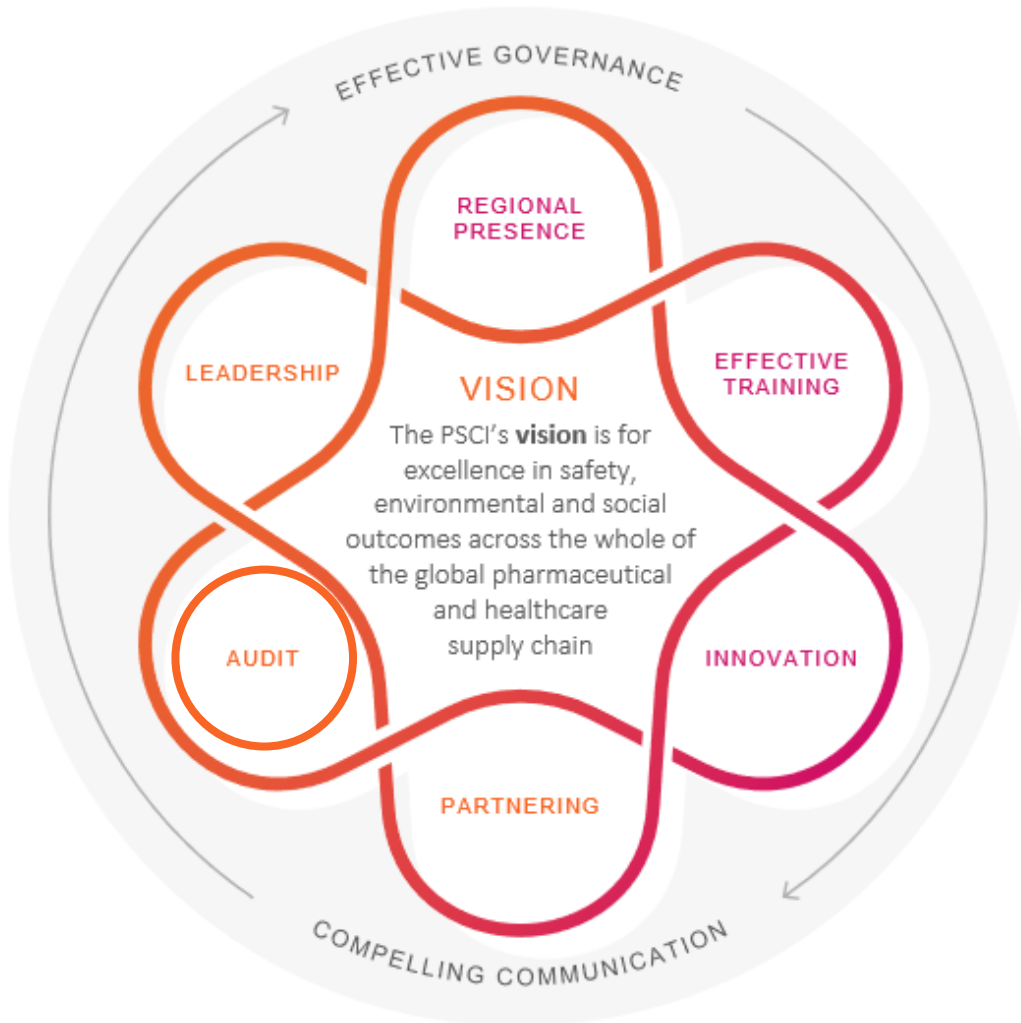 EFFECTIVE GOVERNANCE
REGIONAL
PRESENCE
LEADERSHIP
EFFECTIVE
TRAINING
VISION
The PSCI’s vision is for
excellence in safety,
environmental and social
outcomes across the whole of
the global pharmaceutical
and healthcare
supply chain
AUDIT
INNOVATION
PARTNERING
COMPELLING COMMUNICATION